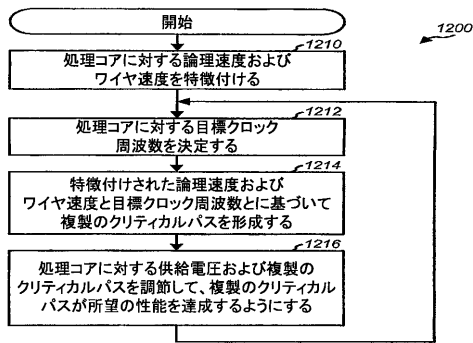 開始
1200
1210
処理コアに対する論理速度および
ワイヤ速度を特徴付ける
1212
処理コアに対する目標クロック
周波数を決定する
1214
特徴付けされた論理速度および
ワイヤ速度と目標クロック周波数とに基づいて
複製のクリティカルパスを形成する
1216
処理コアに対する供給電圧および複製の
クリティカルパスを調節して、複製のクリティカル
パスが所望の性能を達成するようにする